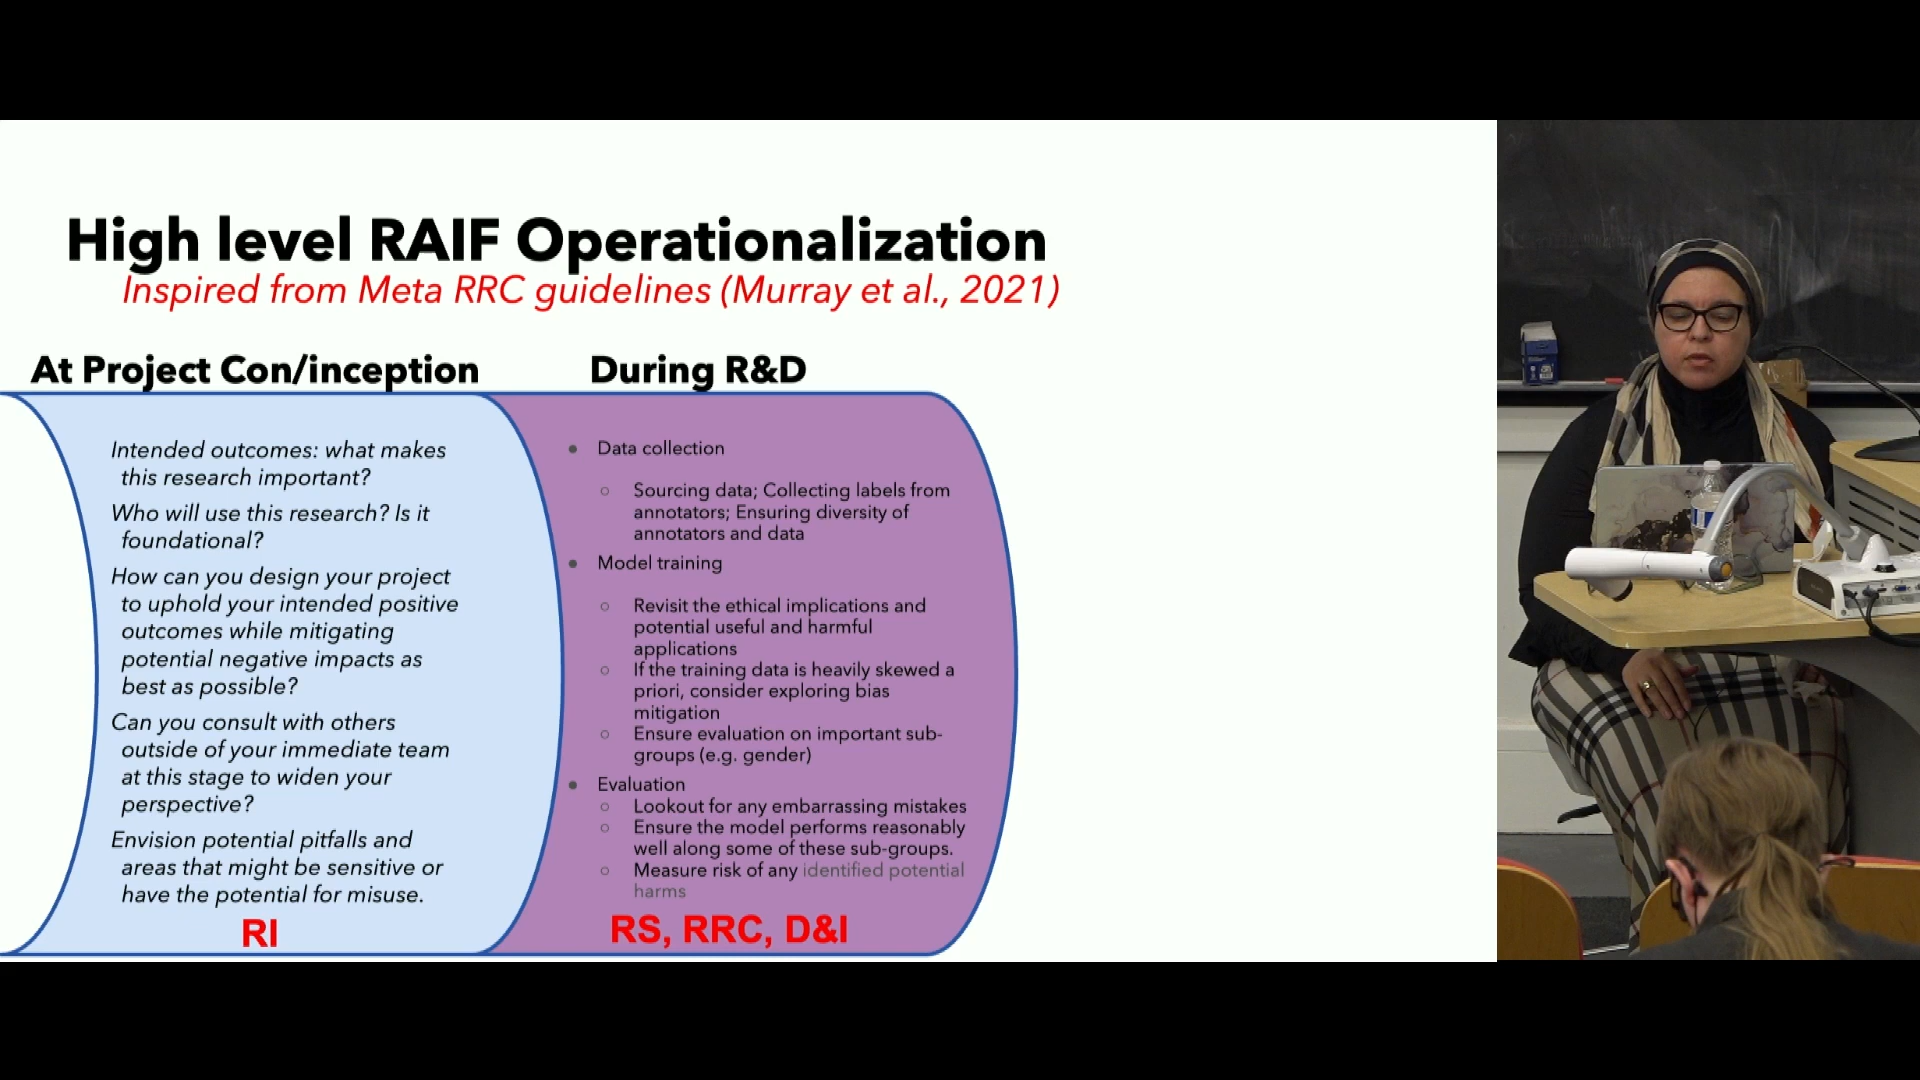 High level RAIF Operationalization
Inspired from Meta RRC guidelines (Murray et al., 2021)
At Project Con/inception
Intended outcomes: what makes
this research important?
Who will use this research? Is it
foundational?
How can you design your project
to uphold your intended positive
outcomes while mitigating
potential negative impacts as
best as possible?
Can you consult with others
outside of your immediate team
at this stage to widen your
perspective?
Envision potential pitfalls and
areas that might be sensitive or
have the potential for misuse.
RI
During R&D
• Data collection
○ Sourcing data; Collecting labels from
annotators; Ensuring diversity of
annotators and data
• Model training
○ Revisit the ethical implications and
potential useful and harmful
applications
○ If the training data is heavily skewed a
priori, consider exploring bias
mitigation
○ Ensure evaluation on important sub-
groups (e.g. gender)
• Evaluation
○ Lookout for any embarrassing mistakes
○ Ensure the model performs reasonably
well along some of these sub-groups.
○ Measure risk of any identified potential
harms
RS, RRC, D&I